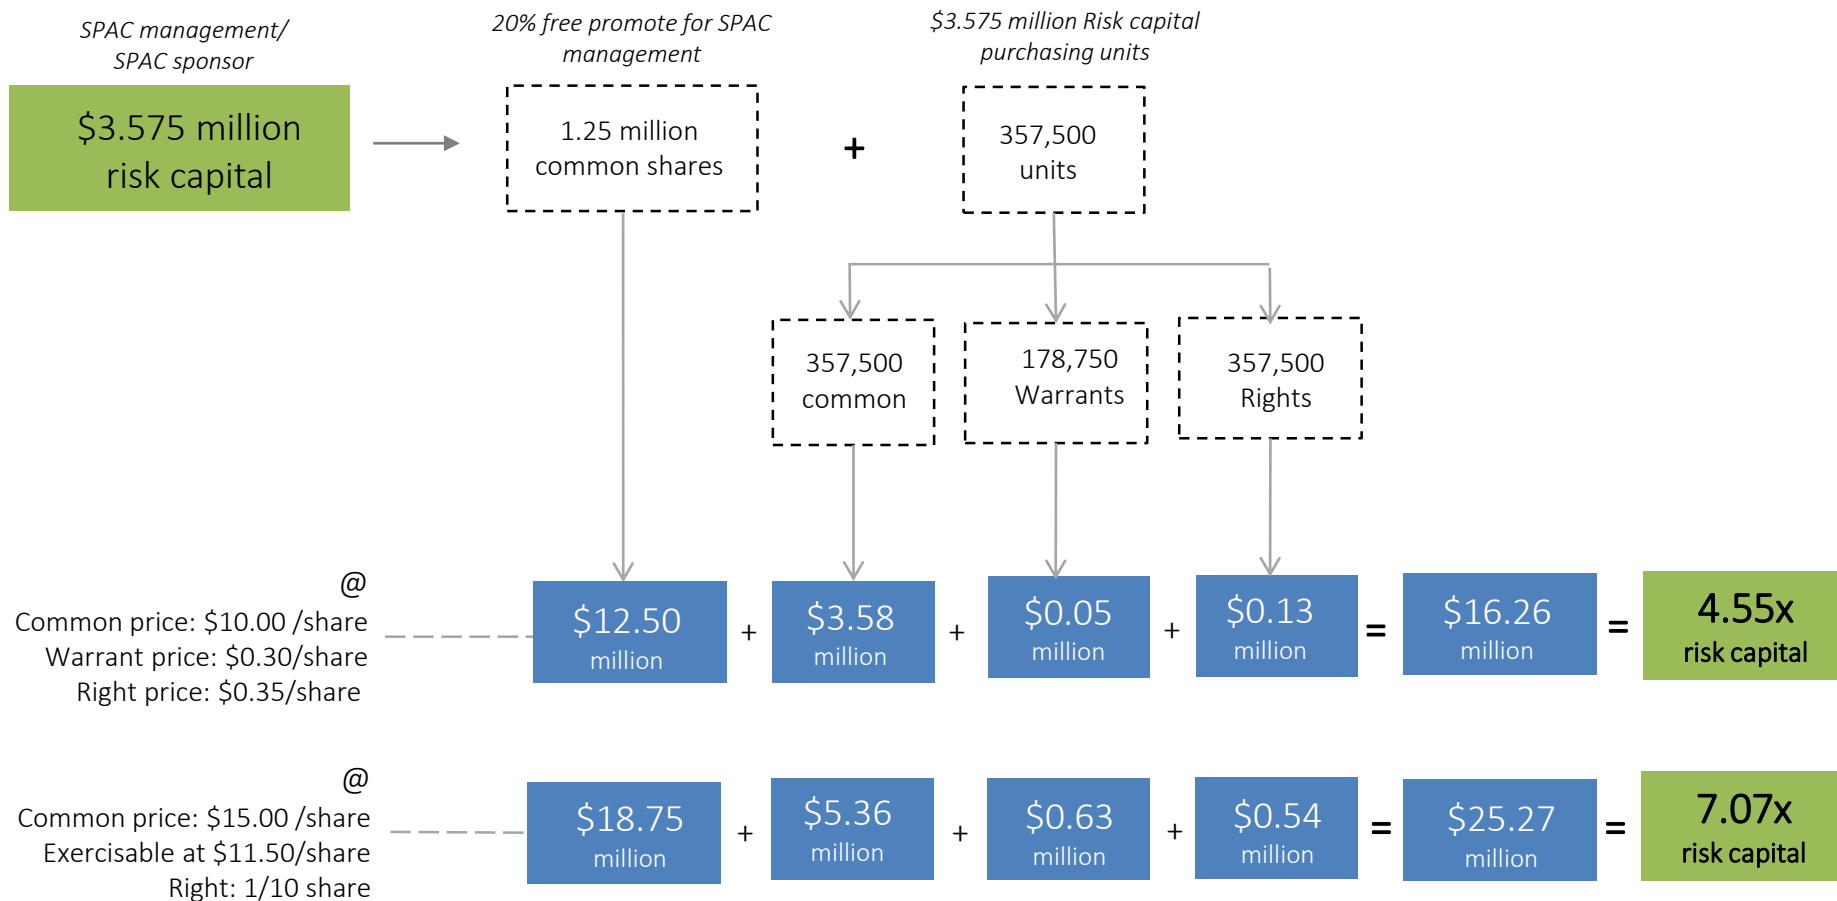 SPAC management/
SPAC sponsor
20% free promote for SPAC
management
$3.575 million Risk capital
purchasing units
$3.575 million
risk capital
1.25 million
common shares
+
357,500
units
357,500
common
178,750
Warrants
357,500
Rights
@
Common price: $10.00 /share
Warrant price: $0.30/share
Right price: $0.35/share
$12.50
million
+
$3.58
million
+
$0.05
million
+
$0.13
million
=
$16.26
million
=
4.55x
risk capital
@
Common price: $15.00 /share
Exercisable at $11.50/share
Right: 1/10 share
$18.75
million
+
$5.36
million
+
$0.63
million
+
$0.54
million
=
$25.27
million
=
7.07x
risk capital